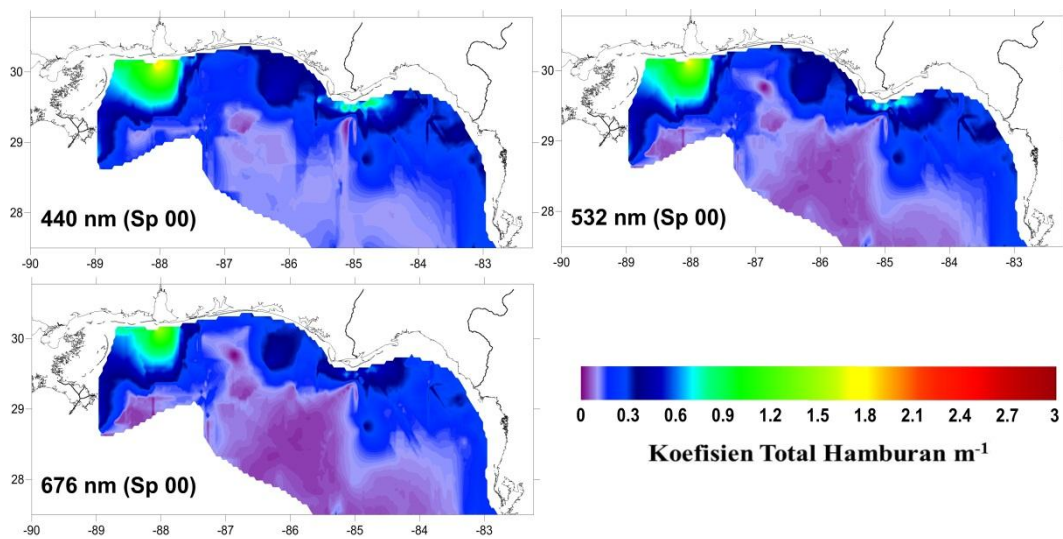 30
29
28
440 nm (Sp 00)
-90 -89 -88 -87 -86 -85 -84 -83
30
29
28
532 nm (Sp 00)
-90 -89 -88 -87 -86 -85 -84 -83
30
29
28
676 nm (Sp 00)
-90 -89 -88 -87 -86 -85 -84 -83
0 0.3 0.6 0.9 1.2 1.5 1.8 2.1 2.4 2.7 3
Koefisien Total Hamburan m⁻¹